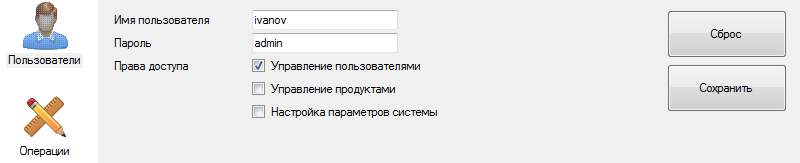 Пользователи
Операции
Имя пользователя
ivanov
Пароль
admin
Права доступа
Управление пользователями
Управление продуктами
Настройка параметров системы
Сброс
Сохранить